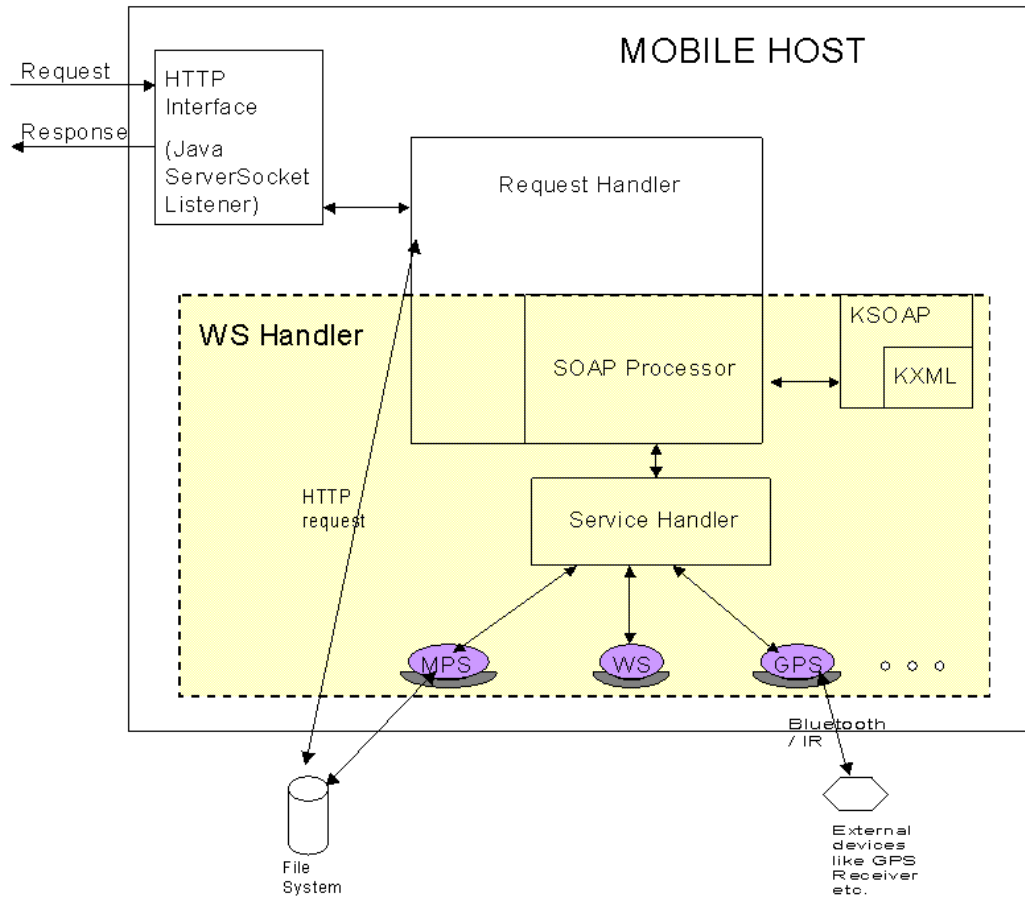 MOBILE HOST
Request
Response
HTTP
Interface
(Java
ServerSocket
Listener)
Request Handler
WS Handler
SOAP Processor
KSOAP
KXML
HTTP
request
Service Handler
MPS
WS
GPS
Bluetooth
/ IR
File
System
External
devices
like GPS
Receiver
etc.